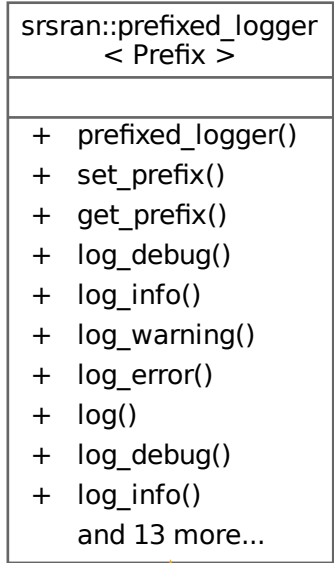 srsran::prefixed_logger
< Prefix >
+ prefixed_logger()
+ set_prefix()
+ get_prefix()
+ log_debug()
+ log_info()
+ log_warning()
+ log_error()
+ log()
+ log_debug()
+ log_info()
and 13 more...